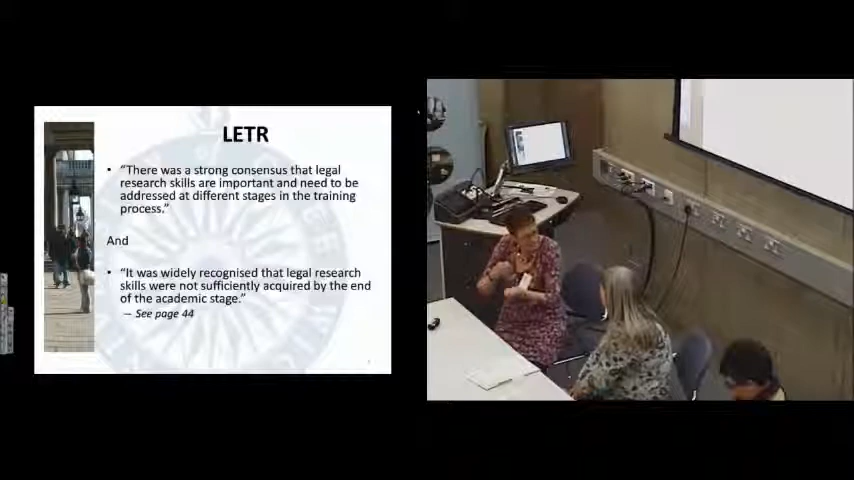 LETR
• “There was a strong consensus that legal
research skills are important and need to be
addressed at different stages in the training
process.”
And
• “It was widely recognised that legal research
skills were not sufficiently acquired by the end
of the academic stage.”
– See page 44